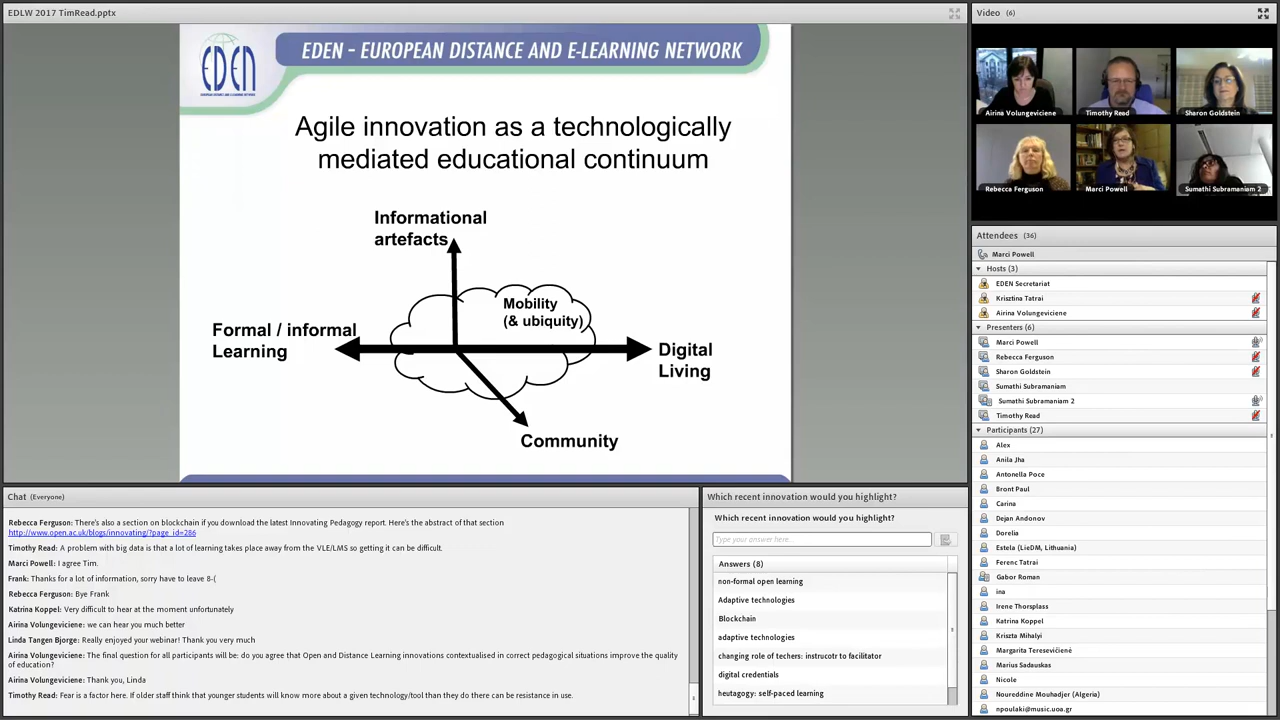 EDLW 2017 TimRead.pptx
EDEN
EDEN - EUROPEAN DISTANCE AND E-LEARNING NETWORK
Agile innovation as a technologically
mediated educational continuum
Informational
artefacts
Mobility
(& ubiquity)
Formal / informal
Learning
Digital
Living
Community
Video (6)
Airina Volungeviciene
Timothy Read
Sharon Goldstein
Rebecca Ferguson
Marci Powell
Sumathi Subramaniam 2
Attendees (36)
Marci Powell
Hosts (3)
EDEN Secretariat
Krisztina Tatrai
Airina Volungeviciene
Presenters (6)
Marci Powell
Rebecca Ferguson
Sharon Goldstein
Sumathi Subramaniam
Sumathi Subramaniam 2
Timothy Read
Participants (27)
Alex
Anila Jha
Antonella Poce
Bront Paul
Carina
Dejan Andonov
Dorelia
Estela (LieDM, Lithuania)
Ferenc Tatrai
Gabor Roman
ina
Irene Thorsplass
Katrina Koppel
Kriszta Mihalyi
Margarita Teresevičienė
Marius Sadauskas
Nicole
Noureddine Mouhadjer (Algeria)
npoulaki@music.uoa.gr
Chat (Everyone)
Rebecca Ferguson: There's also a section on blockchain if you download the latest Innovating Pedagogy report. Here's the abstract of that section
http://www.open.ac.uk/blogs/innovating/?page_id=286
Timothy Read: A problem with big data is that a lot of learning takes place away from the VLE/LMS so getting it can be difficult.
Marci Powell: I agree Tim.
Frank: Thanks for a lot of information, sorry have to leave 8-(
Rebecca Ferguson: Bye Frank
Katrina Koppel: Very difficult to hear at the moment unfortunately
Airina Volungeviciene: we can hear you much better
Linda Tangen Bjorge: Really enjoyed your webinar! Thank you very much
Airina Volungeviciene: The final question for all participants will be: do you agree that Open and Distance Learning innovations contextualised in correct pedagogical situations improve the quality
of education?
Airina Volungeviciene: Thank you, Linda
Timothy Read: Fear is a factor here. If older staff think that younger students will know more about a given technology/tool than they do there can be resistance in use.
Which recent innovation would you highlight?
Which recent innovation would you highlight?
Type your answer here...
Answers (8)
non-formal open learning
Adaptive technologies
Blockchain
adaptive technologies
changing role of techers: instrucotr to facilitator
digital credentials
heutagogy: self-paced learning